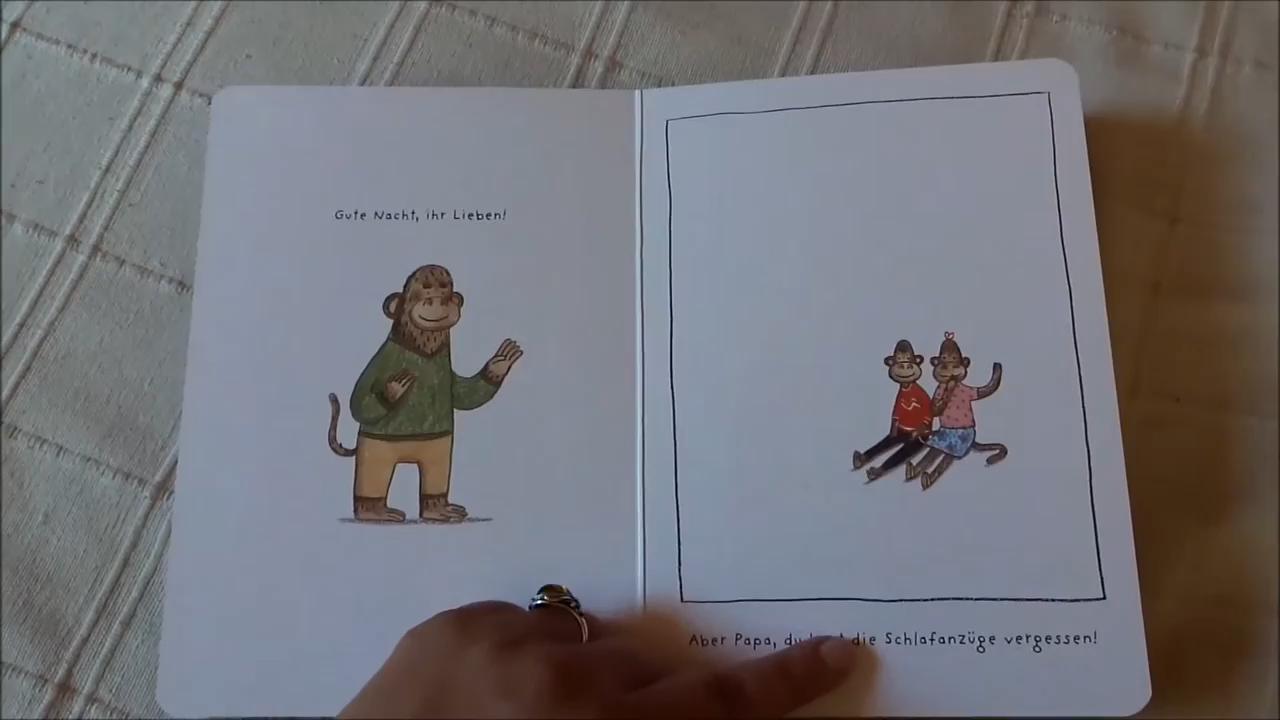 Gute Nacht, ihr Lieben!
Aber Papa, du die Schlafanzüge vergessen!